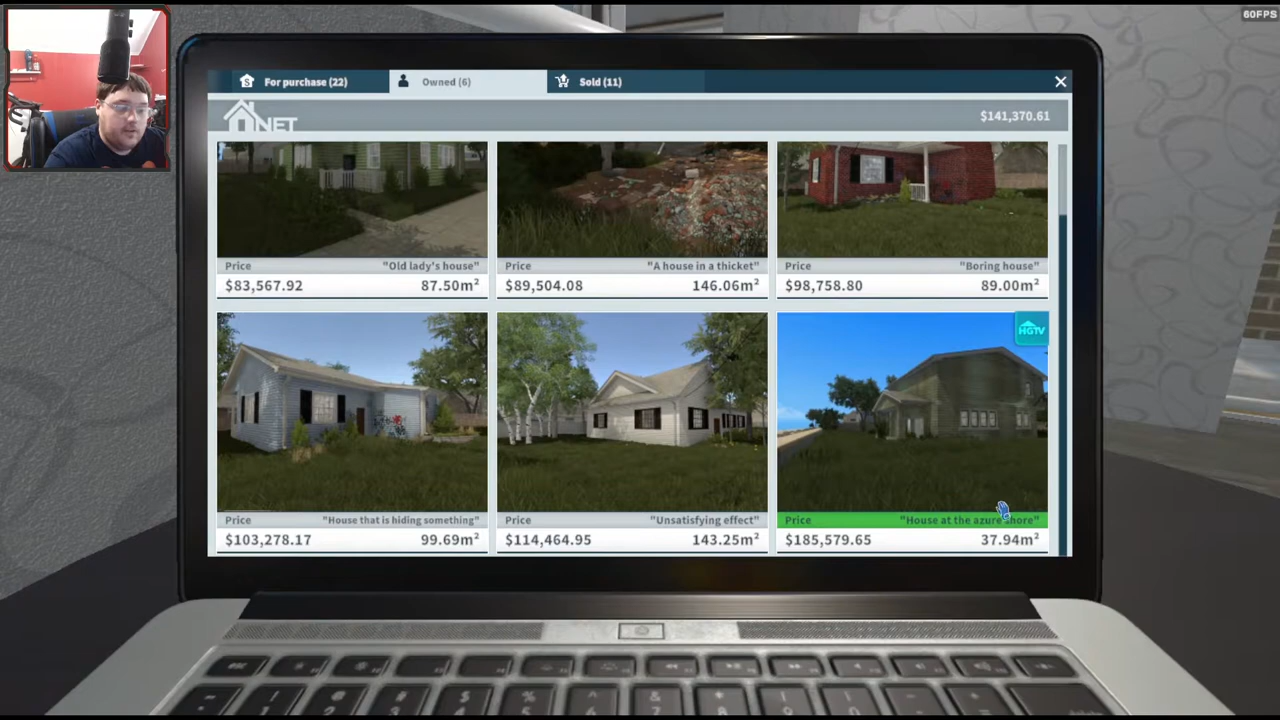 60FPS
For purchase (22)
Owned (6)
Sold (11)
NET
$141,370.61
Price "Old lady's house"
$83,567.92 87.50m²
Price "A house in a thicket"
$89,504.08 146.06m²
Price "Boring house"
$98,758.80 89.00m²
HGTV
Price "House that is hiding something"
$103,278.17 99.69m²
Price "Unsatisfying effect"
$114,464.95 143.25m²
Price "House at the azure shore"
$185,579.65 37.94m²